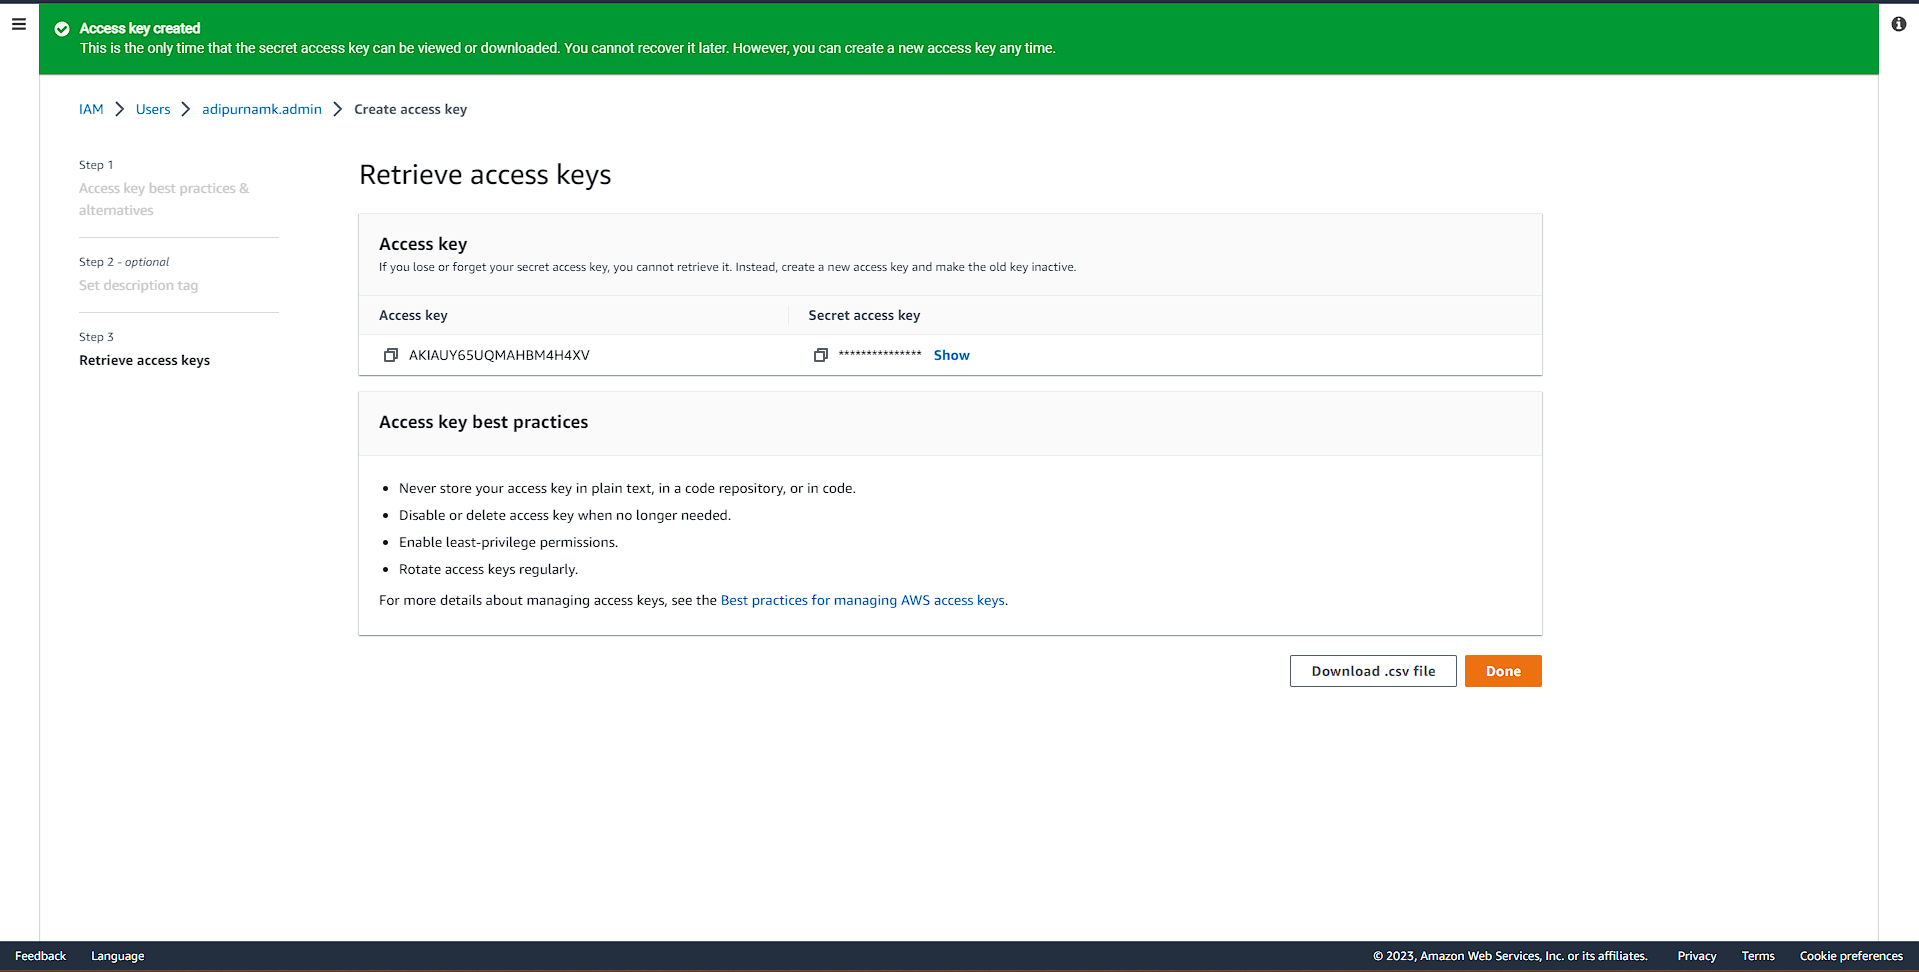 Access key created
This is the only time that the secret access key can be viewed or downloaded. You cannot recover it later. However, you can create a new access key any time.
IAM > Users > adipurnamk.admin > Create access key
Step 1
Access key best practices &
alternatives
Step 2 - optional
Set description tag
Step 3
Retrieve access keys
Retrieve access keys
Access key
If you lose or forget your secret access key, you cannot retrieve it. Instead, create a new access key and make the old key inactive.
Access key Secret access key
AKIAUY65UQMAHBM4H4XV *************** Show
Access key best practices
• Never store your access key in plain text, in a code repository, or in code.
• Disable or delete access key when no longer needed.
• Enable least-privilege permissions.
• Rotate access keys regularly.
For more details about managing access keys, see the Best practices for managing AWS access keys.
Download .csv file Done
Feedback Language © 2023, Amazon Web Services, Inc. or its affiliates. Privacy Terms Cookie preferences